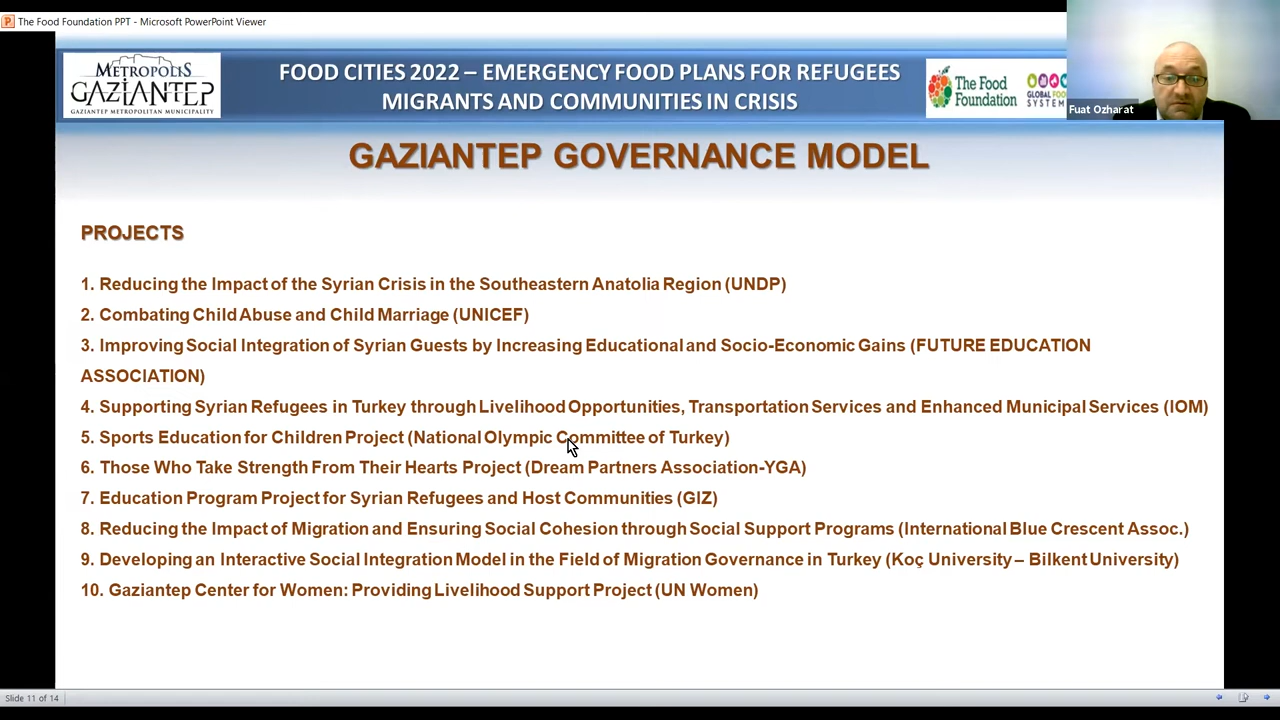 The Food Foundation PPT - Microsoft PowerPoint Viewer
METROPOLIS
GAZİANTEP
GAZIANTEP METROPOLITAN MUNICIPALITY
FOOD CITIES 2022 – EMERGENCY FOOD PLANS FOR REFUGEES
MIGRANTS AND COMMUNITIES IN CRISIS
The Food
Foundation
GLOBAL FOO
SYSTEM
Fuat Ozharat
GAZIANTEP GOVERNANCE MODEL
PROJECTS
1. Reducing the Impact of the Syrian Crisis in the Southeastern Anatolia Region (UNDP)
2. Combating Child Abuse and Child Marriage (UNICEF)
3. Improving Social Integration of Syrian Guests by Increasing Educational and Socio-Economic Gains (FUTURE EDUCATION
ASSOCIATION)
4. Supporting Syrian Refugees in Turkey through Livelihood Opportunities, Transportation Services and Enhanced Municipal Services (IOM)
5. Sports Education for Children Project (National Olympic Committee of Turkey)
6. Those Who Take Strength From Their Hearts Project (Dream Partners Association-YGA)
7. Education Program Project for Syrian Refugees and Host Communities (GIZ)
8. Reducing the Impact of Migration and Ensuring Social Cohesion through Social Support Programs (International Blue Crescent Assoc.)
9. Developing an Interactive Social Integration Model in the Field of Migration Governance in Turkey (Koç University – Bilkent University)
10. Gaziantep Center for Women: Providing Livelihood Support Project (UN Women)
Slide 11 of 14